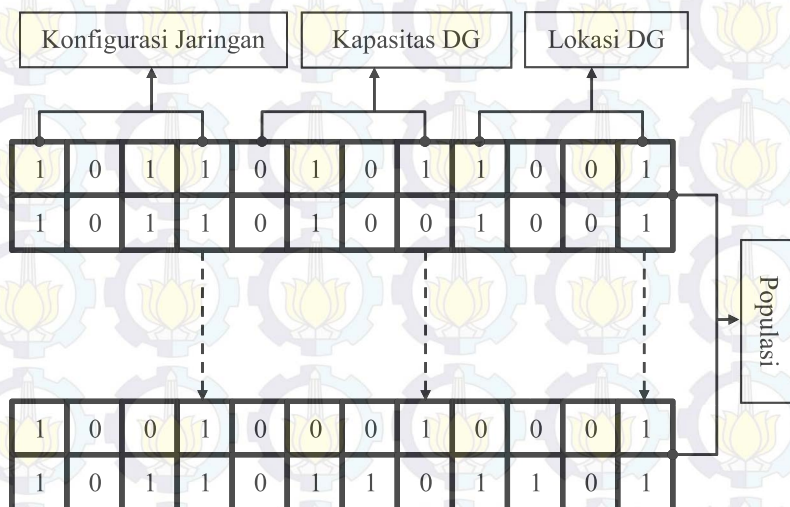 Konfigurasi Jaringan Kapasitas DG Lokasi DG
1 0 1 1 0 1 0 1 1 0 0 1
1 0 1 1 0 1 0 0 1 0 0 1
Populasi
1 0 0 1 0 0 0 1 0 0 0 1
1 0 1 1 0 1 1 0 1 1 0 1